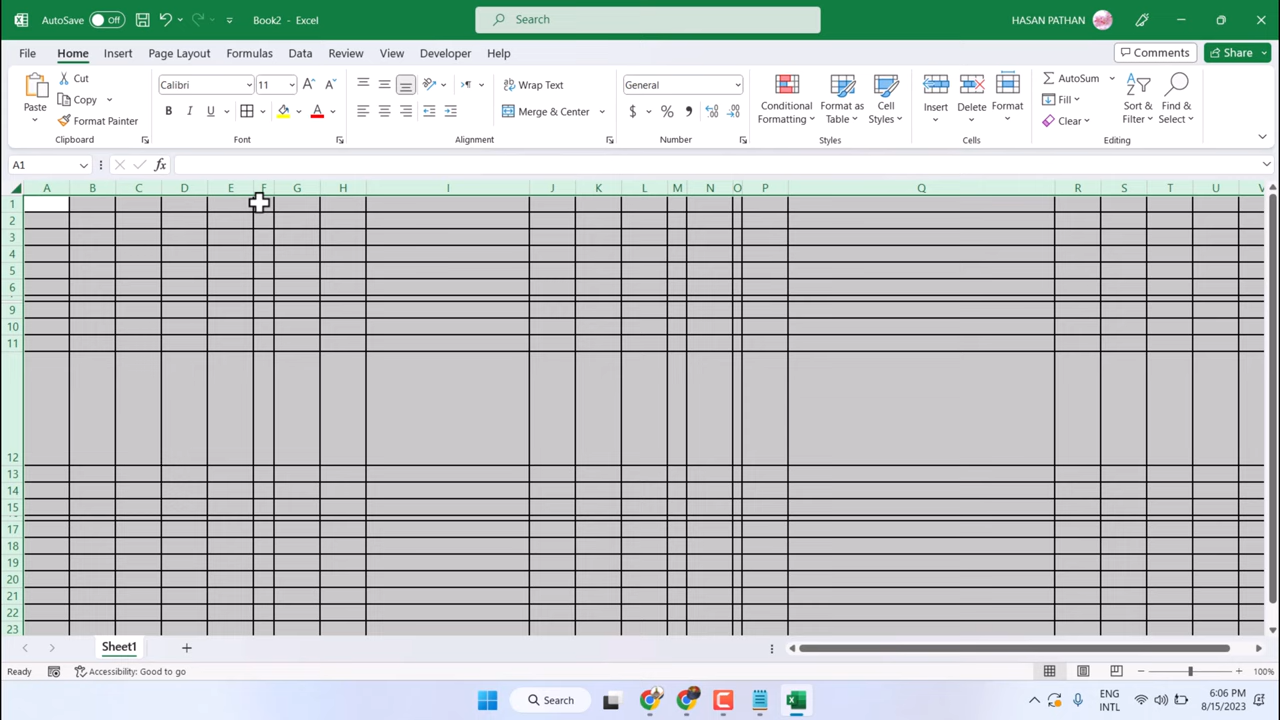 AutoSave Off Book2 - Excel Search HASAN PATHAN
File Home Insert Page Layout Formulas Data Review View Developer Help Comments Share
Paste Cut Copy Format Painter Clipboard
Calibri 11 A A B I U A Font
ab Wrap Text Merge & Center Alignment
General $ % , Number
Conditional Formatting Format as Table Cell Styles Styles
Insert Delete Format Cells
AutoSum Fill Clear Sort & Filter Find & Select Editing
A1 fx
A B C D E F G H I J K L M N O P Q R S T U V
1
2
3
4
5
6
9
10
11
12
13
14
15
17
18
19
20
21
22
23
Sheet1
Ready Accessibility: Good to go 100%
Search ENG INTL 6:06 PM 8/15/2023